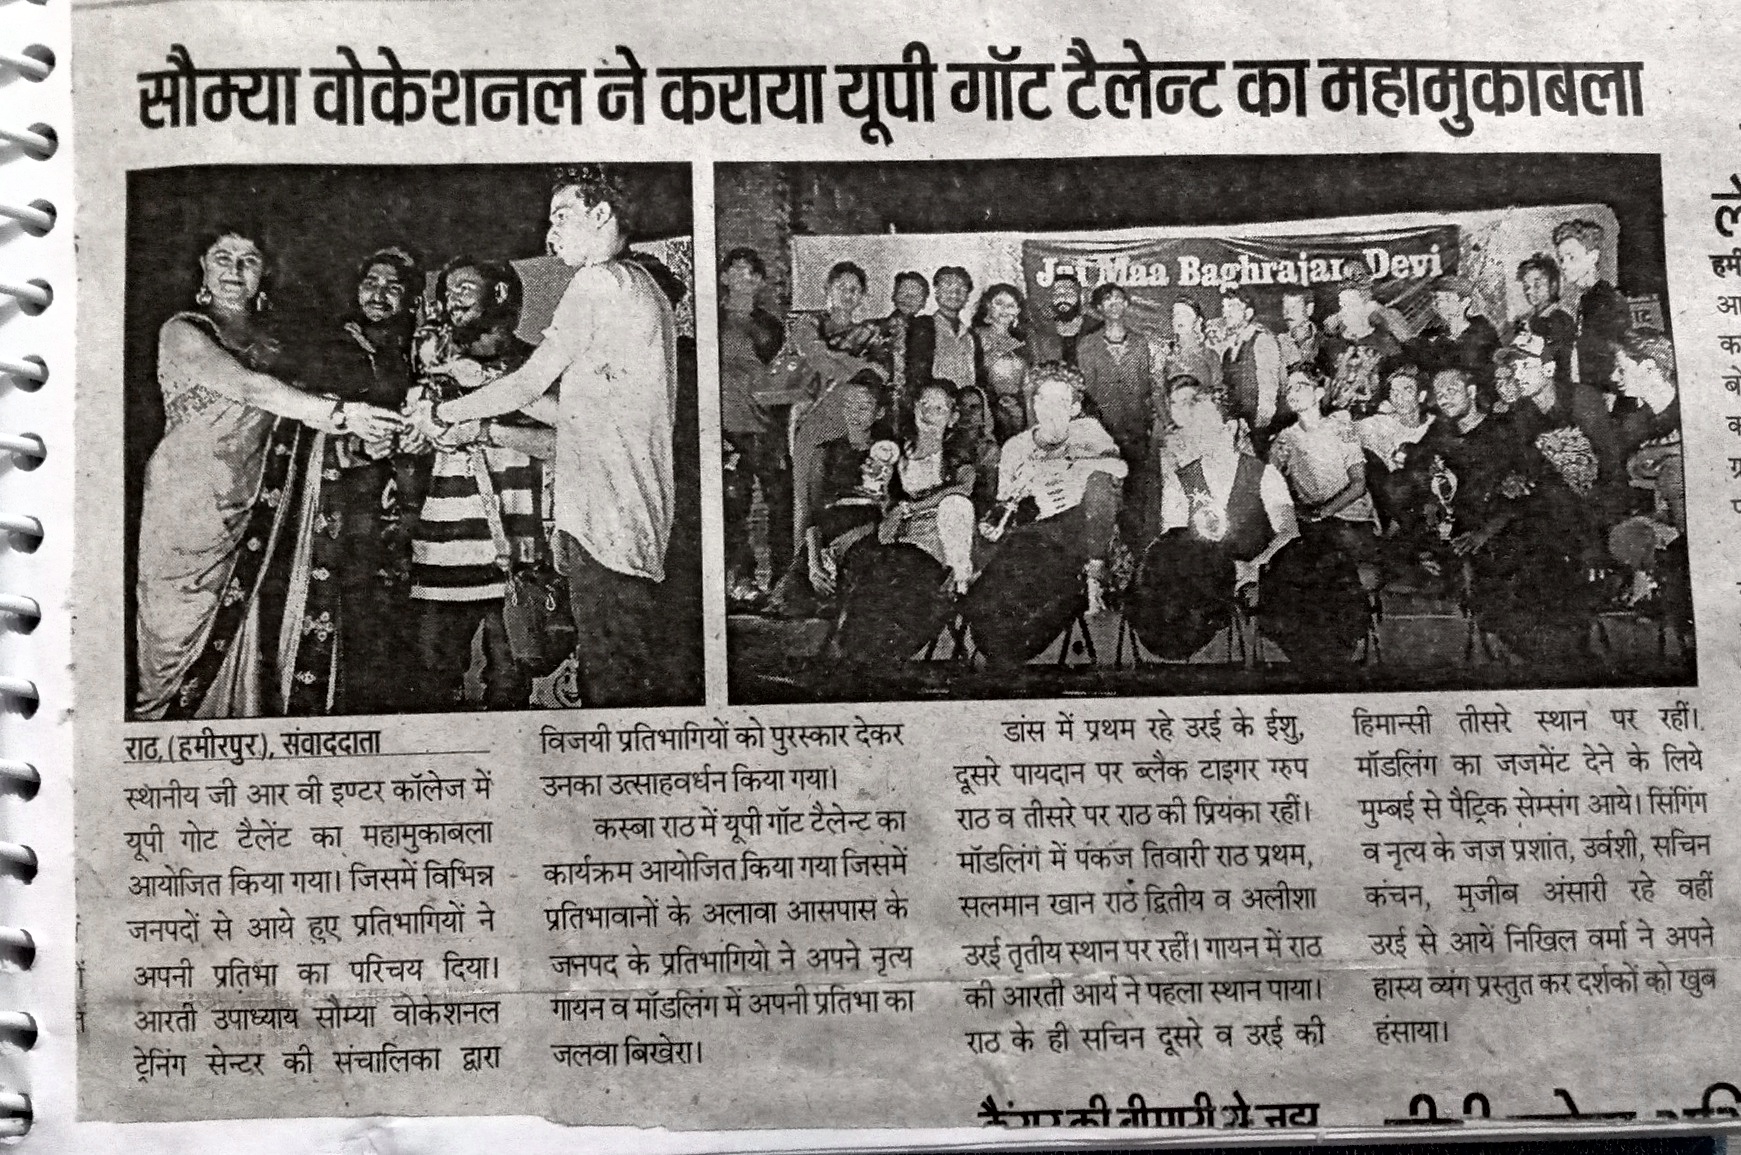 सौम्या वोकेशनल ने कराया यूपी गॉट टैलेन्ट का महामुकाबला
Jai Maa Baghrajan Devi
राठ,(हमीरपुर), संवाददाता
स्थानीय जी आर वी इण्टर कॉलेज में
यूपी गोट टैलेंट का महामुकाबला
आयोजित किया गया। जिसमें विभिन्न
जनपदों से आये हुए प्रतिभागियों ने
अपनी प्रतिभा का परिचय दिया।
आरती उपाध्याय सौम्या वोकेशनल
ट्रेनिंग सेन्टर की संचालिका द्वारा
विजयी प्रतिभागियों को पुरस्कार देकर
उनका उत्साहवर्धन किया गया।
कस्बा राठ में यूपी गॉट टैलेन्ट का
कार्यक्रम आयोजित किया गया जिसमें
प्रतिभावानों के अलावा आसपास के
जनपद के प्रतिभागियो ने अपने नृत्य
गायन व मॉडलिंग में अपनी प्रतिभा का
जलवा बिखेरा।
डांस में प्रथम रहे उरई के ईशु,
दूसरे पायदान पर ब्लैक टाइगर ग्रुप
राठ व तीसरे पर राठ की प्रियंका रहीं।
मॉडलिंग में पंकज तिवारी राठ प्रथम,
सलमान खान राठ द्वितीय व अलीशा
उरई तृतीय स्थान पर रहीं। गायन में राठ
की आरती आर्य ने पहला स्थान पाया।
राठ के ही सचिन दूसरे व उरई की
हिमान्सी तीसरे स्थान पर रहीं।
मॉडलिंग का जजमेंट देने के लिये
मुम्बई से पैट्रिक सेम्संग आये। सिंगिंग
व नृत्य के जज प्रशांत, उर्वशी, सचिन
कंचन, मुजीब अंसारी रहे वहीं
उरई से आयें निखिल वर्मा ने अपने
हास्य व्यंग प्रस्तुत कर दर्शकों को खुब
हंसाया।